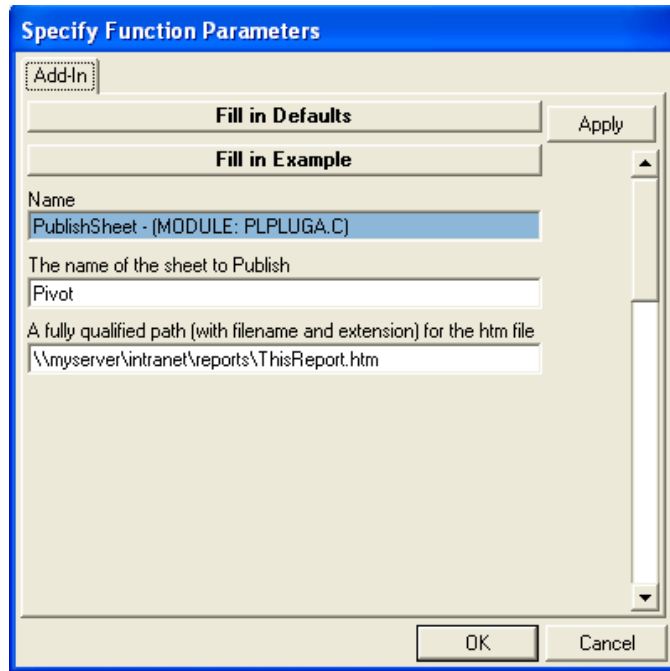 Specify Function Parameters
Add-In
Fill in Defaults
Apply
Fill in Example
Name
PublishSheet - (MODULE: PLPLUGA.C)
The name of the sheet to Publish
Pivot
A fully qualified path (with filename and extension) for the htm file
\\myserver\intranet\reports\ThisReport.htm
OK
Cancel